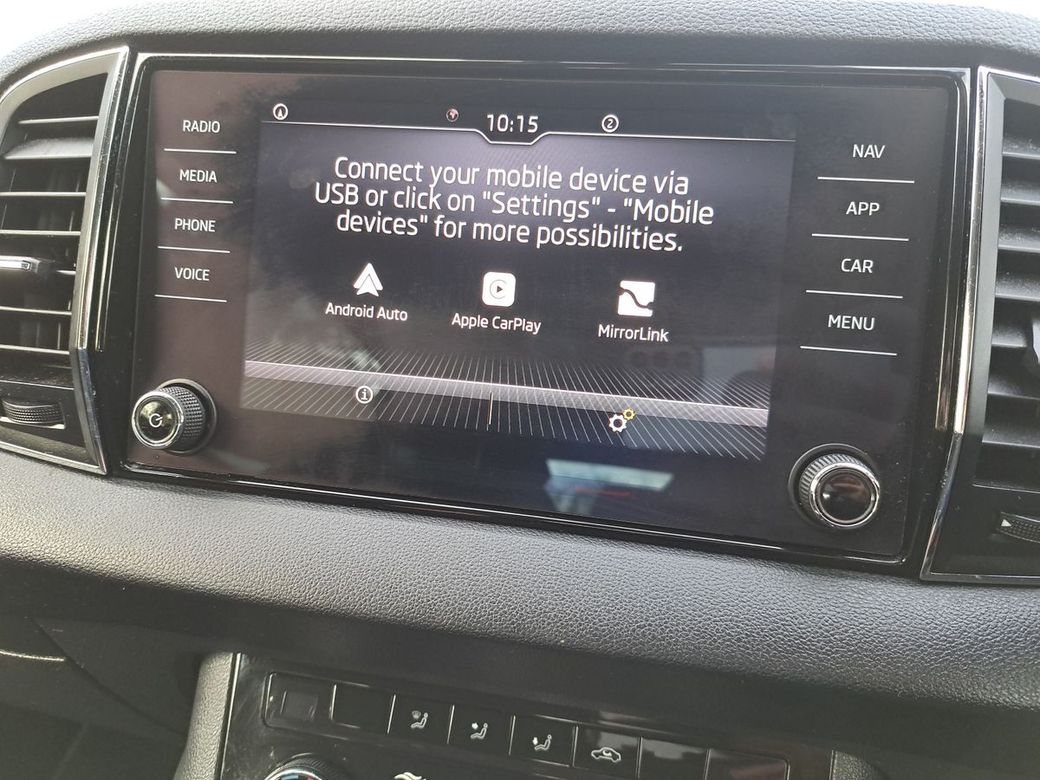 10:15
2
RADIO
MEDIA
PHONE
VOICE
Connect your mobile device via
USB or click on "Settings" - "Mobile
devices" for more possibilities.
Android Auto
Apple CarPlay
MirrorLink
i
NAV
APP
CAR
MENU